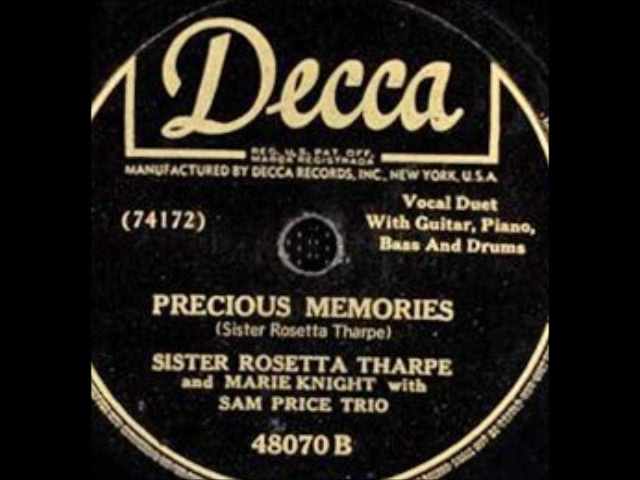 Decca
REG. U.S. PAT. OFF.
MARCA REGISTRADA
MANUFACTURED BY DECCA RECORDS, INC., NEW YORK, U.S.A.
Vocal Duet
(74172)
With Guitar, Piano,
Bass And Drums
PRECIOUS MEMORIES
(Sister Rosetta Tharpe)
SISTER ROSETTA THARPE
and MARIE KNIGHT with
SAM PRICE TRIO
48070 B